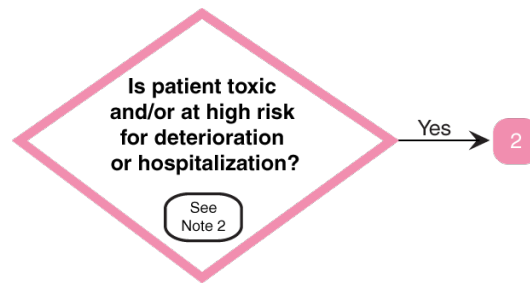 Is patient toxic
and/or at high risk
for deterioration
or hospitalization?
See
Note 2
Yes
2